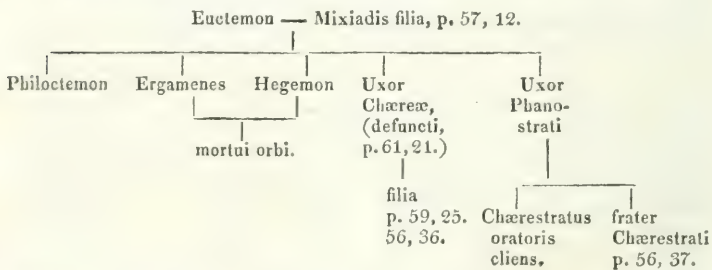 Euctemon — Mixiadis filia, p. 57, 12.
Philoctemon Ergamenes Hegemon Uxor Uxor
Chæreæ, Phano-
(defuncti, strati
p. 61, 21.)
mortui orbi.
filia
p. 59, 25. Chærestratus frater
56, 36. oratoris Chærestrati
cliens. p. 56, 37.